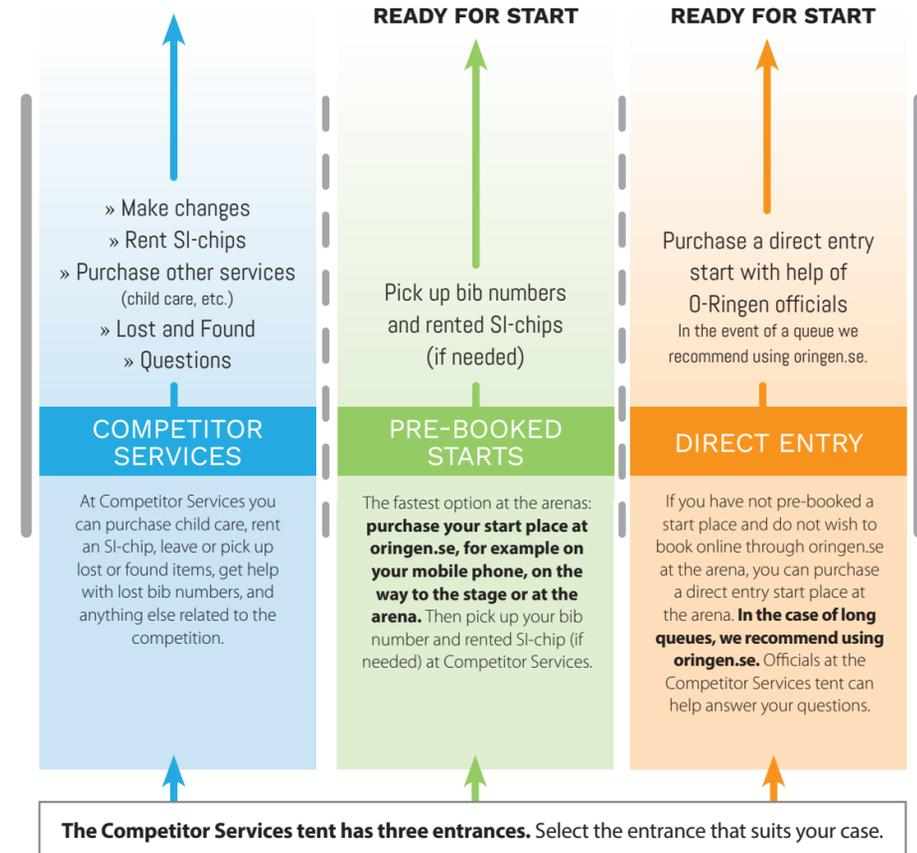 READY FOR START
READY FOR START
» Make changes
» Rent SI-chips
» Purchase other services
(child care, etc.)
» Lost and Found
» Questions
COMPETITOR
SERVICES
At Competitor Services you
can purchase child care, rent
an SI-chip, leave or pick up
lost or found items, get help
with lost bib numbers, and
anything else related to the
competition.
Pick up bib numbers
and rented SI-chips
(if needed)
PRE-BOOKED
STARTS
The fastest option at the arenas:
purchase your start place at
oringen.se, for example on
your mobile phone, on the
way to the stage or at the
arena. Then pick up your bib
number and rented SI-chip (if
needed) at Competitor Services.
Purchase a direct entry
start with help of
O-Ringen officials
In the event of a queue we
recommend using oringen.se.
DIRECT ENTRY
If you have not pre-booked a
start place and do not wish to
book online through oringen.se
at the arena, you can purchase
a direct entry start place at
the arena. In the case of long
queues, we recommend using
oringen.se. Officials at the
Competitor Services tent can
help answer your questions.
The Competitor Services tent has three entrances. Select the entrance that suits your case.